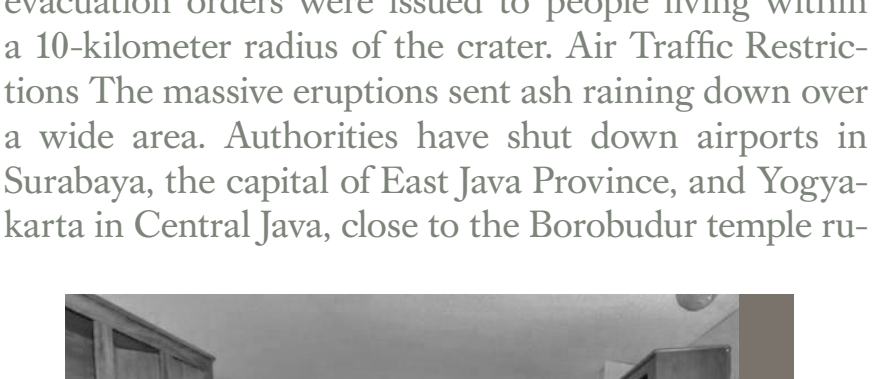 evacuation orders were issued to people living within
a 10-kilometer radius of the crater. Air Traffic Restric-
tions The massive eruptions sent ash raining down over
a wide area. Authorities have shut down airports in
Surabaya, the capital of East Java Province, and Yogya-
karta in Central Java, close to the Borobudur temple ru-